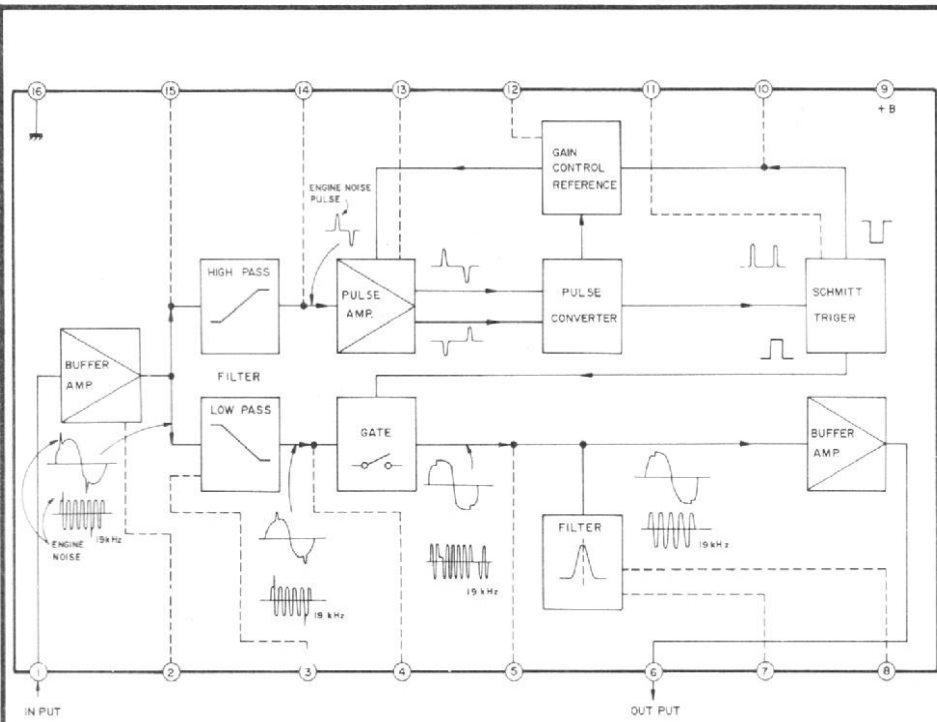 16
15
14
13
12
11
10
9
+ B
GAIN
CONTROL
REFERENCE
ENGINE NOISE
PULSE
HIGH PASS
PULSE
AMP.
PULSE
CONVERTER
SCHMITT
TRIGER
BUFFER
AMP.
FILTER
LOW PASS
GATE
BUFFER
AMP.
FILTER
19kHz
ENGINE
NOISE
19 kHz
19 kHz
19kHz
1
2
3
4
5
6
7
8
IN PUT
OUT PUT